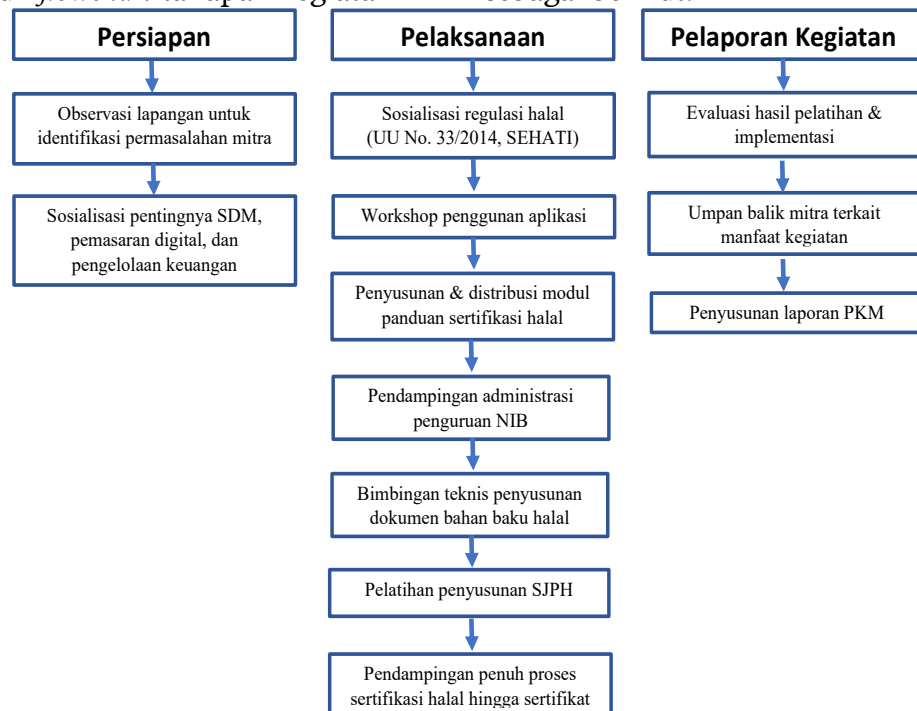 Persiapan
Observasi lapangan untuk
identifikasi permasalahan mitra
Sosialisasi pentingnya SDM,
pemasaran digital, dan
pengelolaan keuangan
Pelaksanaan
Sosialisasi regulasi halal
(UU No. 33/2014, SEHATI)
Workshop penggunan aplikasi
Penyusunan & distribusi modul
panduan sertifikasi halal
Pendampingan administrasi
penguruan NIB
Bimbingan teknis penyusunan
dokumen bahan baku halal
Pelatihan penyusunan SJPH
Pendampingan penuh proses
sertifikasi halal hingga sertifikat
Pelaporan Kegiatan
Evaluasi hasil pelatihan &
implementasi
Umpan balik mitra terkait
manfaat kegiatan
Penyusunan laporan PKM